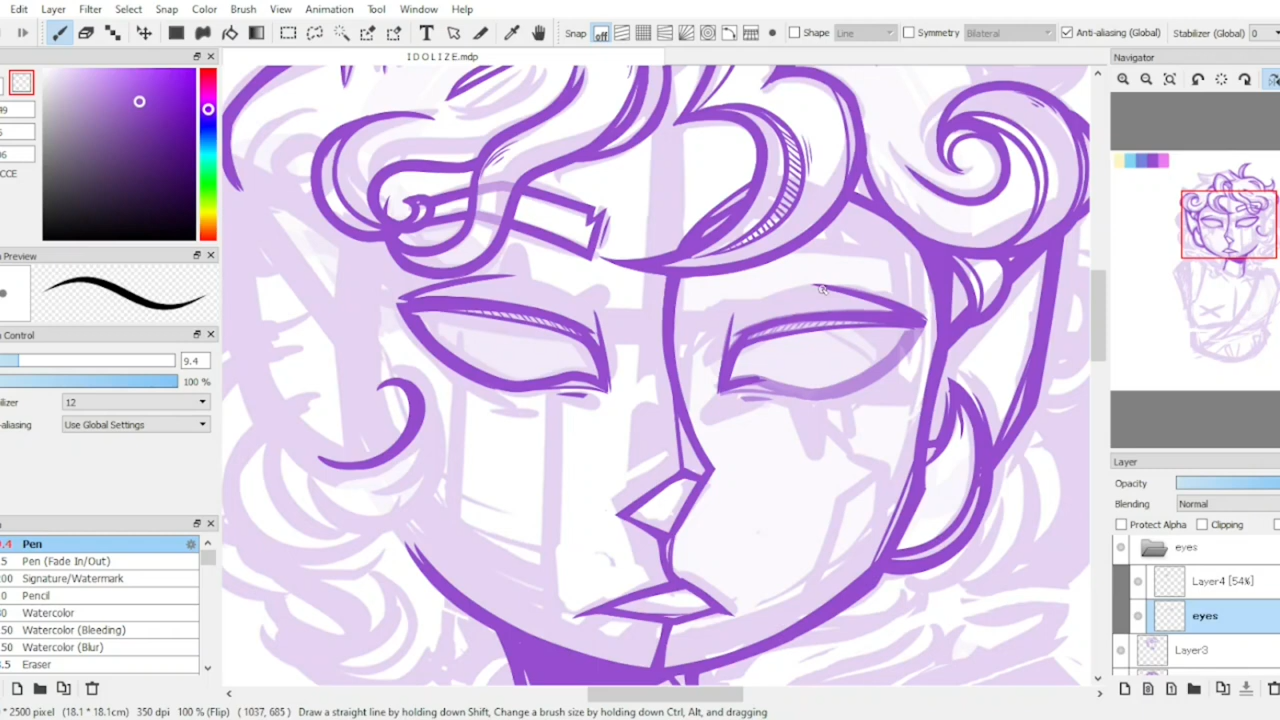 Edit Layer Filter Select Snap Color Brush View Animation Tool Window Help
T Snap off Shape Line Symmetry Bilateral Anti-aliasing (Global) Stabilizer (Global) 0
IDOLIZE.mdp
Navigator
49
CCE
Preview
Control
9.4
100 %
12
Use Global Settings
Layer
Opacity
Blending Normal
Protect Alpha Clipping
eyes
Layer4 [54%]
eyes
Layer3
Pen
Pen (Fade In/Out)
Signature/Watermark
Pencil
Watercolor
Watercolor (Bleeding)
Watercolor (Blur)
Eraser
* 2500 pixel (18.1 * 18.1cm) 350 dpi 100 % (Flip) ( 1037, 685 ) Draw a straight line by holding down Shift, Change a brush size by holding down Ctrl, Alt, and dragging